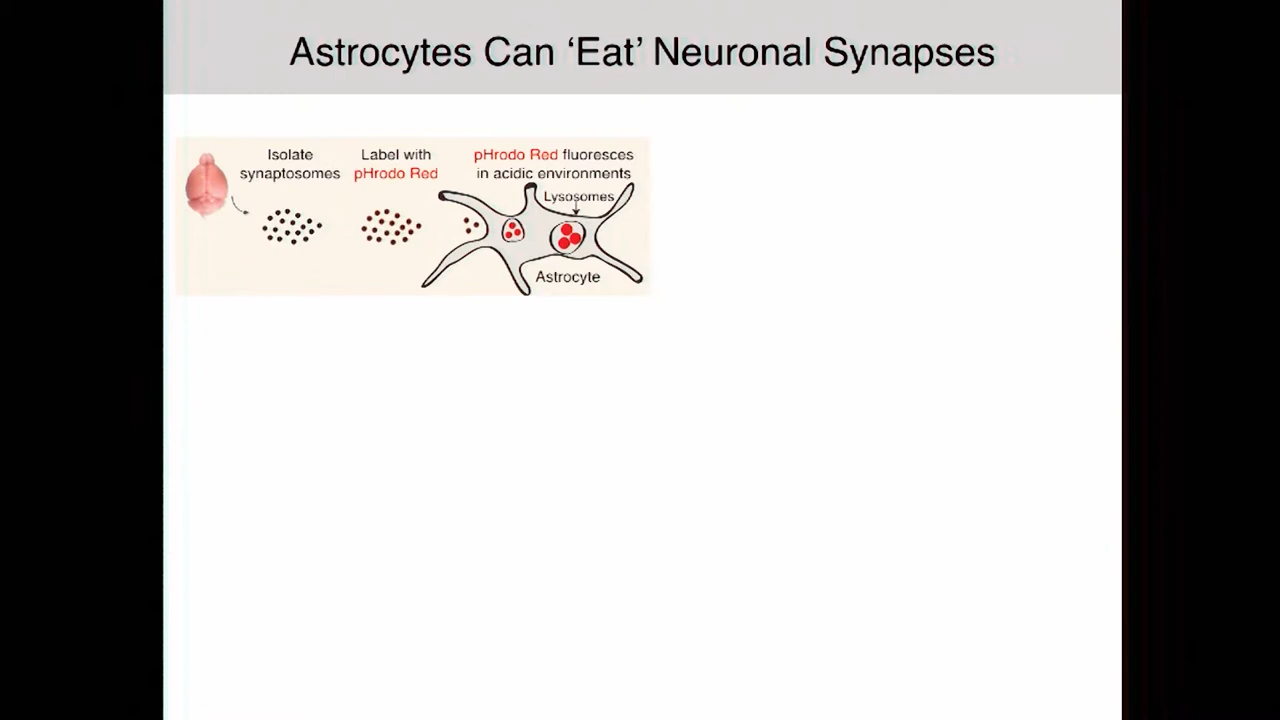 Astrocytes Can ‘Eat’ Neuronal Synapses
Isolate
synaptosomes
Label with
pHrodo Red
pHrodo Red fluoresces
in acidic environments
Lysosomes
Astrocyte